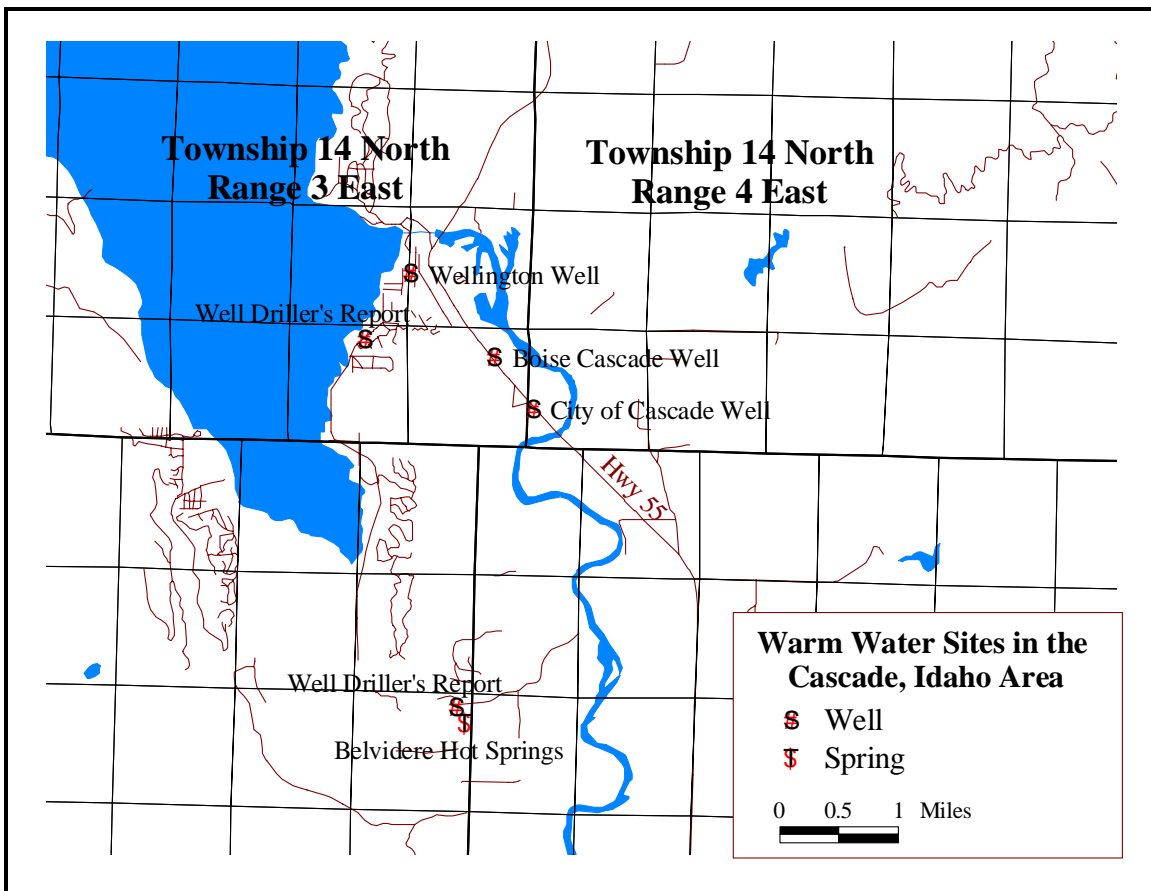 Township 14 North
Range 3 East
Township 14 North
Range 4 East
Wellington Well
Well Driller's Report
Boise Cascade Well
City of Cascade Well
Hwy 55
Well Driller's Report
Belvidere Hot Springs
Warm Water Sites in the
Cascade, Idaho Area
Well
Spring
0 0.5 1 Miles